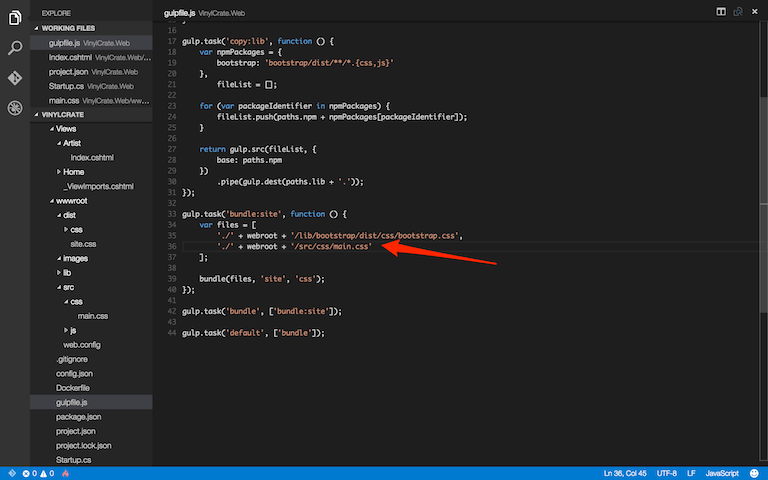 EXPLORE
WORKING FILES
gulpfile.js VinylCrate.Web
Index.cshtml VinylCrate.Web/...
project.json VinylCrate.Web
Startup.cs VinylCrate.Web
main.css VinylCrate.Web/ww...
VINYLCRATE
Views
Artist
Index.cshtml
Home
_ViewImports.cshtml
wwwroot
dist
css
site.css
images
lib
src
css
main.css
js
web.config
.gitignore
config.json
Dockerfile
gulpfile.js
package.json
project.json
project.lock.json
Startup.cs
gulpfile.js VinylCrate.Web
16
17 gulp.task('copy:lib', function () {
18 var npmPackages = {
19 bootstrap: 'bootstrap/dist/**/*.{css,js}'
20 },
21 fileList = [];
22
23 for (var packageIdentifier in npmPackages) {
24 fileList.push(paths.npm + npmPackages[packageIdentifier]);
25 }
26
27 return gulp.src(fileList, {
28 base: paths.npm
29 })
30 .pipe(gulp.dest(paths.lib + '.'));
31 });
32
33 gulp.task('bundle:site', function () {
34 var files = [
35 './' + webroot + '/lib/bootstrap/dist/css/bootstrap.css',
36 './' + webroot + '/src/css/main.css'
37 ];
38
39 bundle(files, 'site', 'css');
40 });
41
42 gulp.task('bundle', ['bundle:site']);
43
44 gulp.task('default', ['bundle']);
0 0
Ln 36, Col 45 UTF-8 LF JavaScript